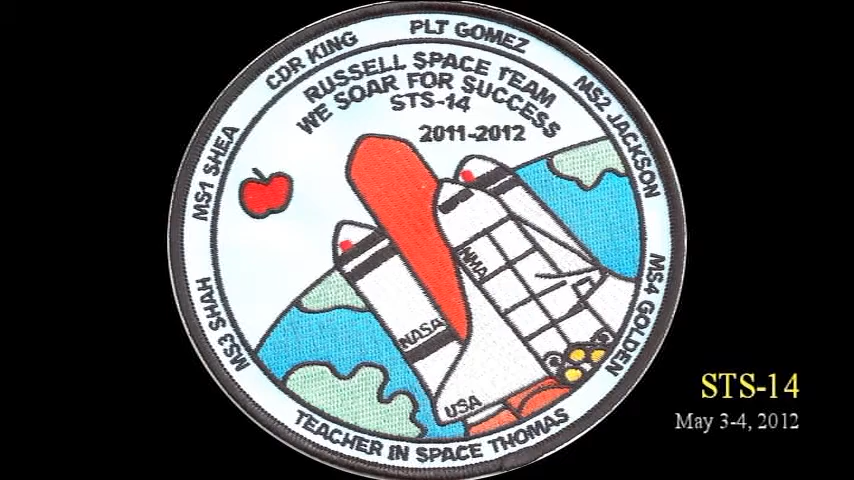 CDR KING
PLT GOMEZ
MS2 JACKSON
MS4 GOLDEN
TEACHER IN SPACE THOMAS
MS3 SHAH
MS1 SHEA
RUSSELL SPACE TEAM
WE SOAR FOR SUCCESS
STS-14
2011-2012
NASA
NMA
USA
STS-14
May 3-4, 2012